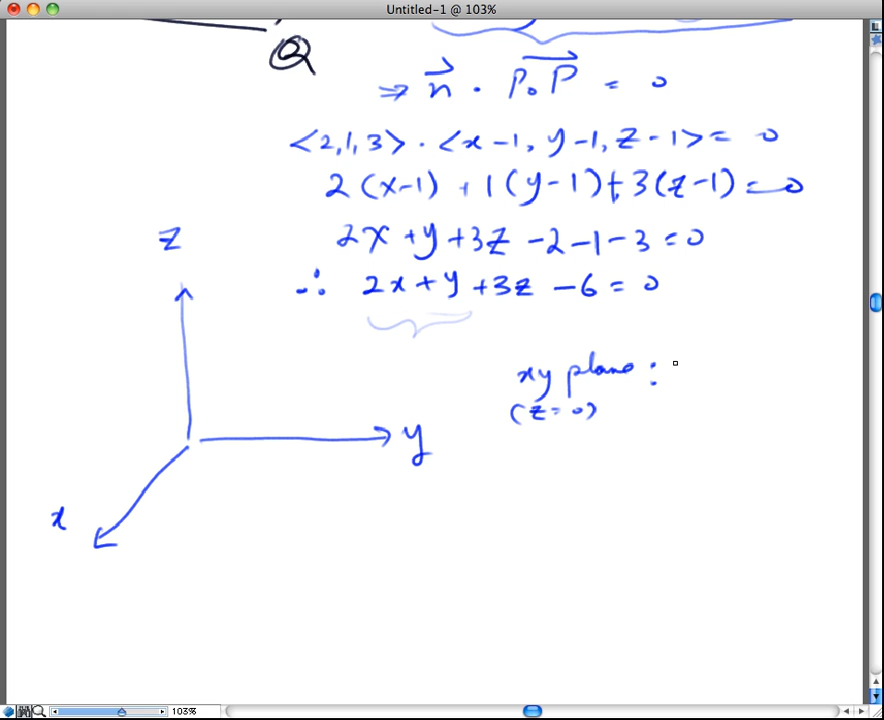 Untitled-1 @ 103%
Q
⇒ n⃗ · P₀P⃗ = 0
<2,1,3> · <x-1, y-1, z-1> = 0
2(x-1) + 1(y-1) + 3(z-1) = 0
2x + y + 3z - 2 - 1 - 3 = 0
∴ 2x + y + 3z - 6 = 0
z
xy plane :
(z = 0)
y
x
103%